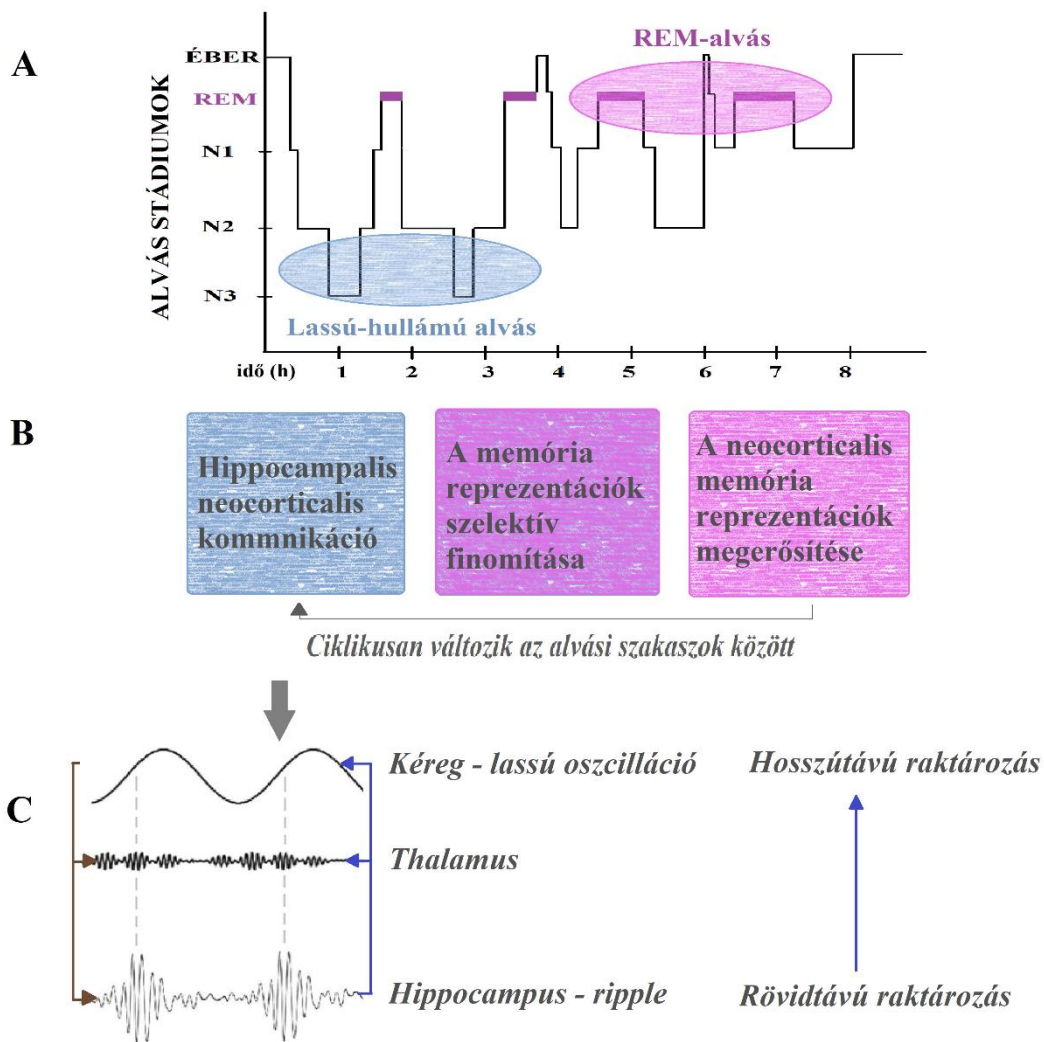 A
ALVÁS STÁDIUMOK
ÉBER
REM
N1
N2
N3
REM-alvás
Lassú-hullámú alvás
idő (h) 1 2 3 4 5 6 7 8
B
Hippocampalis
neocorticalis
kommnikáció
A memória
reprezentációk
szelektív
finomítása
A neocorticalis
memória
reprezentációk
megerősítése
Ciklikusan változik az alvási szakaszok között
C
Kéreg - lassú oszcilláció
Thalamus
Hippocampus - ripple
Hosszútávú raktározás
Rövidtávú raktározás